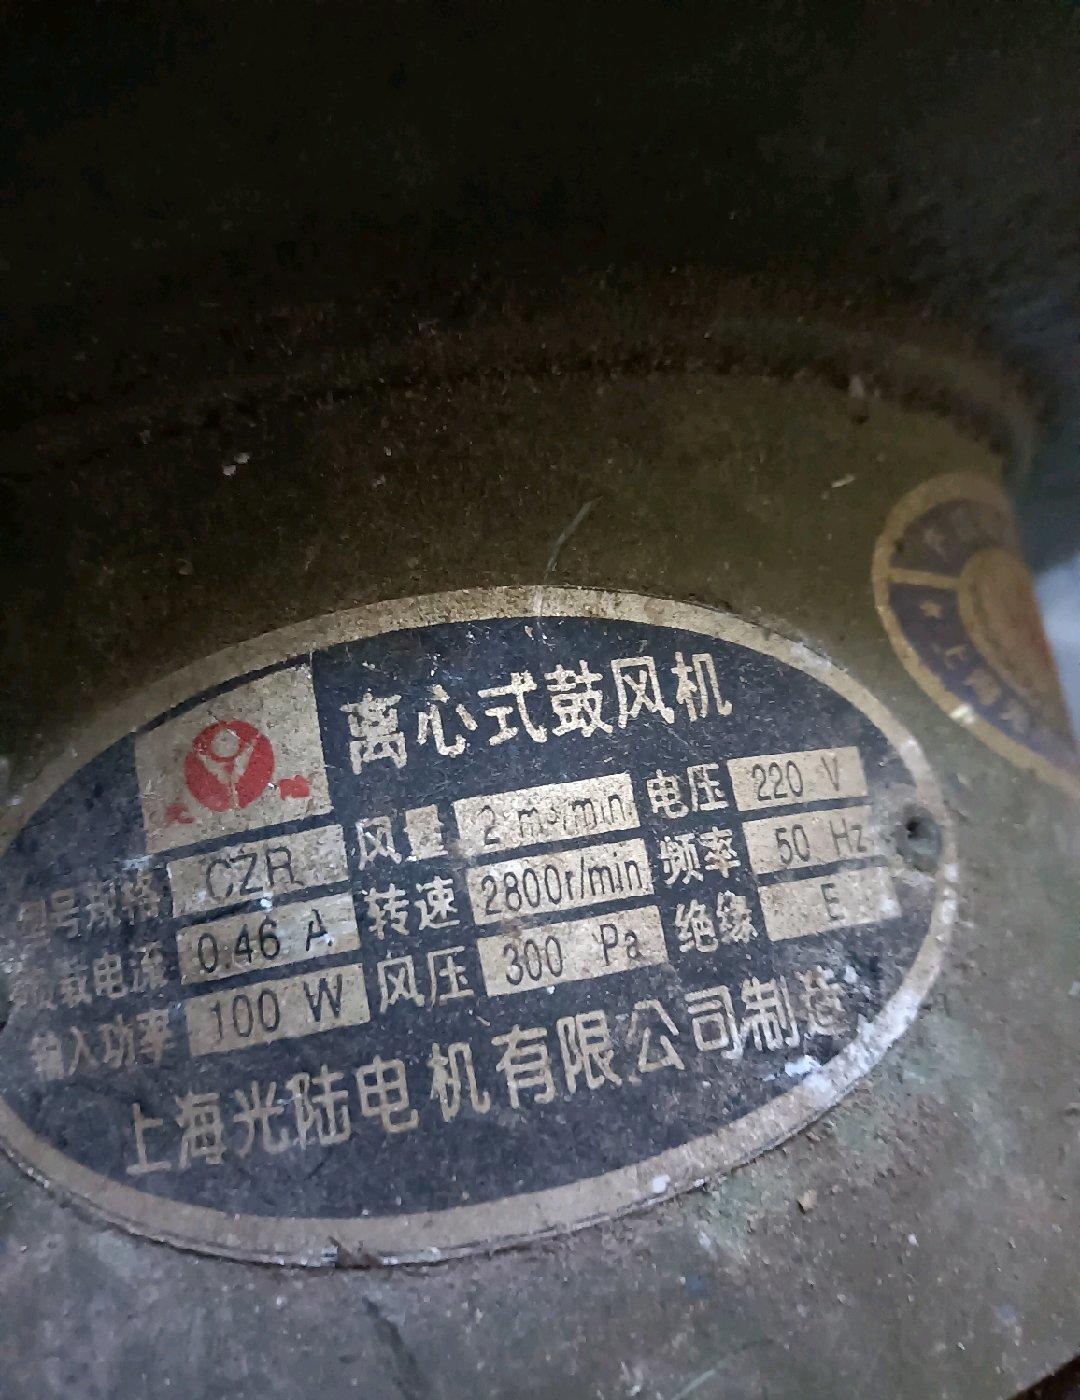 离心式鼓风机
型号规格 CZR 风量 2 m³/min 电压 220 V
负载电流 0.46 A 转速 2800r/min 频率 50 Hz
输入功率 100 W 风压 300 Pa 绝缘 E
上海光陆电机有限公司制造